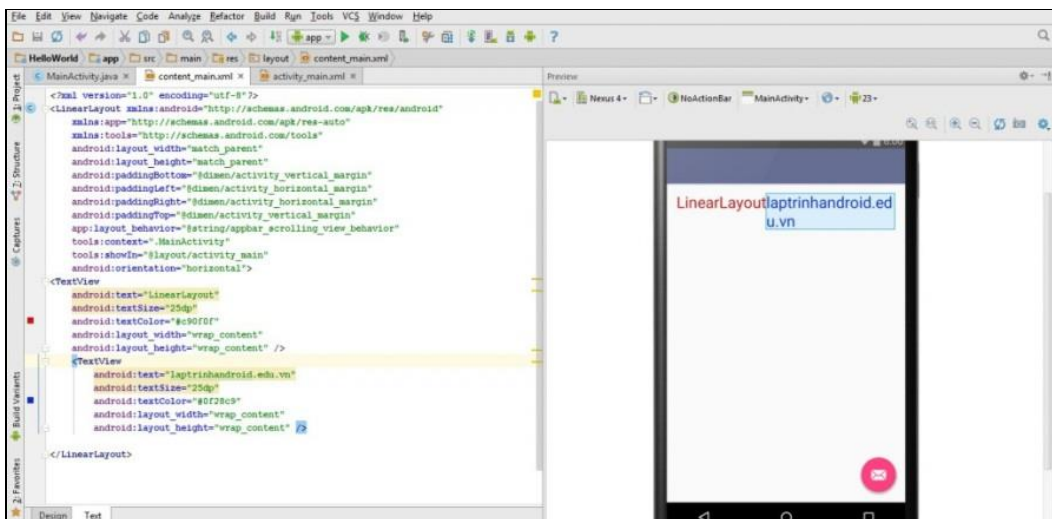 File Edit View Navigate Code Analyze Refactor Build Run Tools VCS Window Help
app
HelloWorld app src main res layout content_main.xml
MainActivity.java content_main.xml activity_main.xml
Preview
Nexus 4 NoActionBar MainActivity 23
1: Project
Z: Structure
Captures
Build Variants
2: Favorites
<?xml version="1.0" encoding="utf-8"?>
<LinearLayout xmlns:android="http://schemas.android.com/apk/res/android"
xmlns:app="http://schemas.android.com/apk/res-auto"
xmlns:tools="http://schemas.android.com/tools"
android:layout_width="match_parent"
android:layout_height="match_parent"
android:paddingBottom="@dimen/activity_vertical_margin"
android:paddingLeft="@dimen/activity_horizontal_margin"
android:paddingRight="@dimen/activity_horizontal_margin"
android:paddingTop="@dimen/activity_vertical_margin"
app:layout_behavior="@string/appbar_scrolling_view_behavior"
tools:context=".MainActivity"
tools:showIn="@layout/activity_main"
android:orientation="horizontal">
<TextView
android:text="LinearLayout"
android:textSize="25dp"
android:textColor="#c90f0f"
android:layout_width="wrap_content"
android:layout_height="wrap_content" />
<TextView
android:text="laptrinhandroid.edu.vn"
android:textSize="25dp"
android:textColor="#0f28c9"
android:layout_width="wrap_content"
android:layout_height="wrap_content" />
</LinearLayout>
Design Text
6:00
LinearLayoutlaptrinhandroid.ed
u.vn